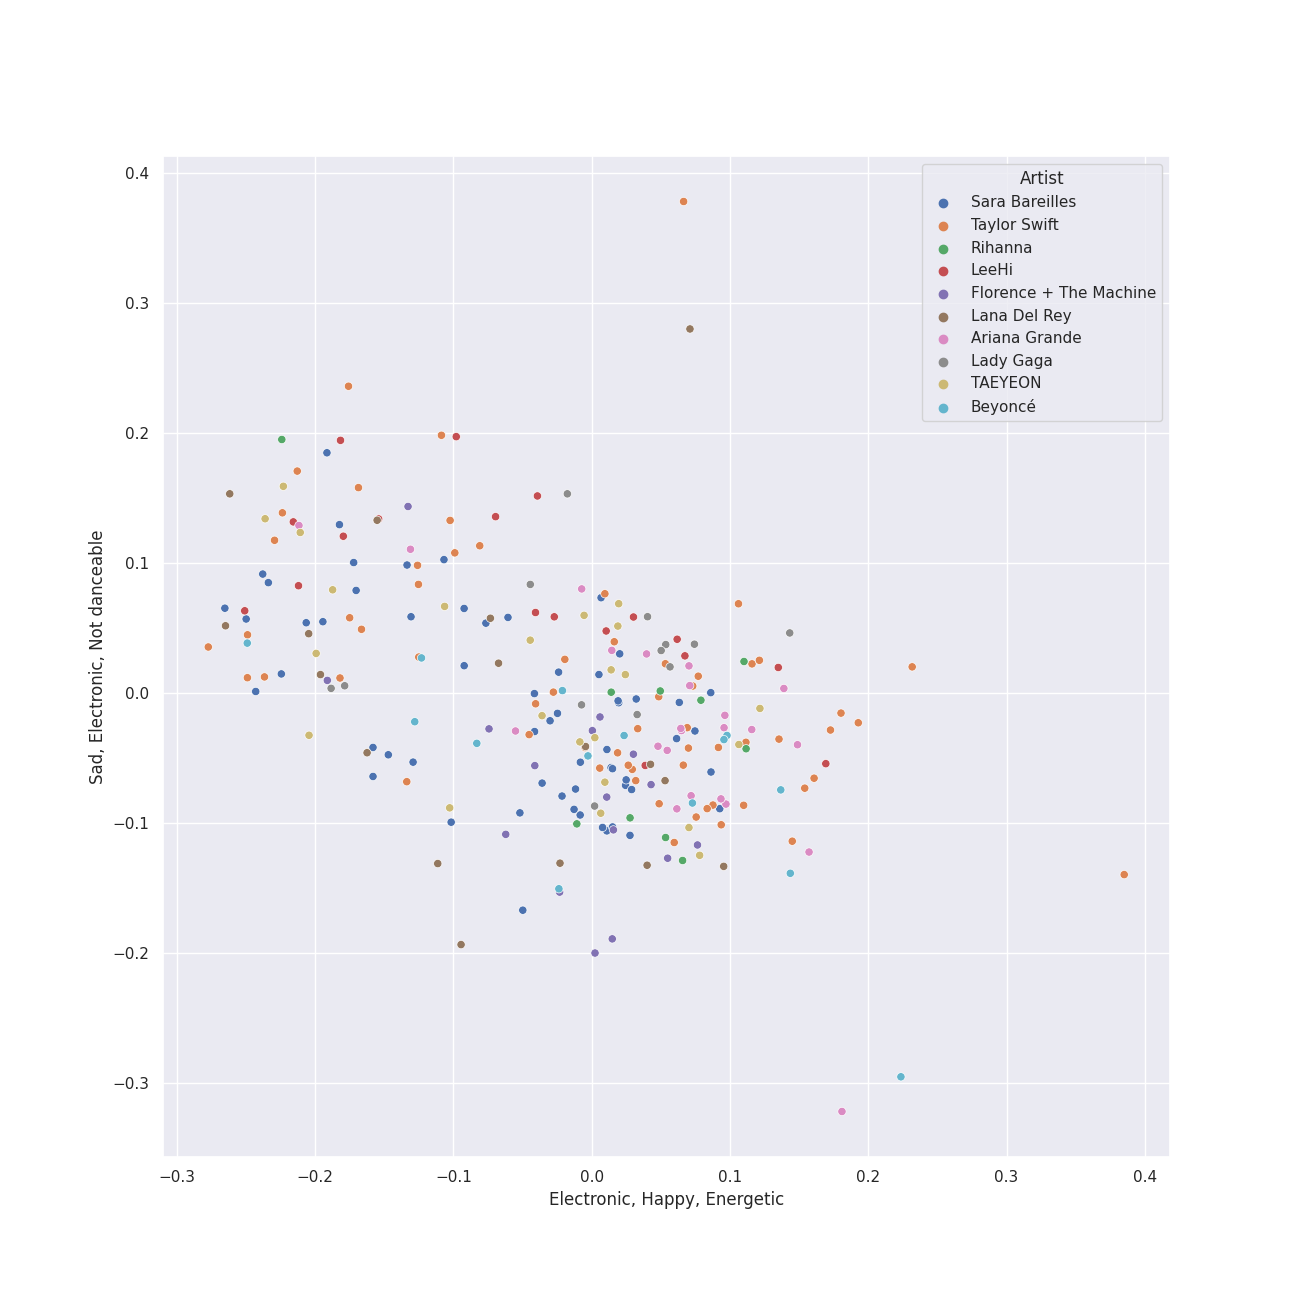 Artist
Sara Bareilles
Taylor Swift
Rihanna
LeeHi
Florence + The Machine
Lana Del Rey
Ariana Grande
Lady Gaga
TAEYEON
Beyoncé
0.4
0.3
0.2
0.1
0.0
−0.1
−0.2
−0.3
Sad, Electronic, Not danceable
−0.3 −0.2 −0.1 0.0 0.1 0.2 0.3 0.4
Electronic, Happy, Energetic